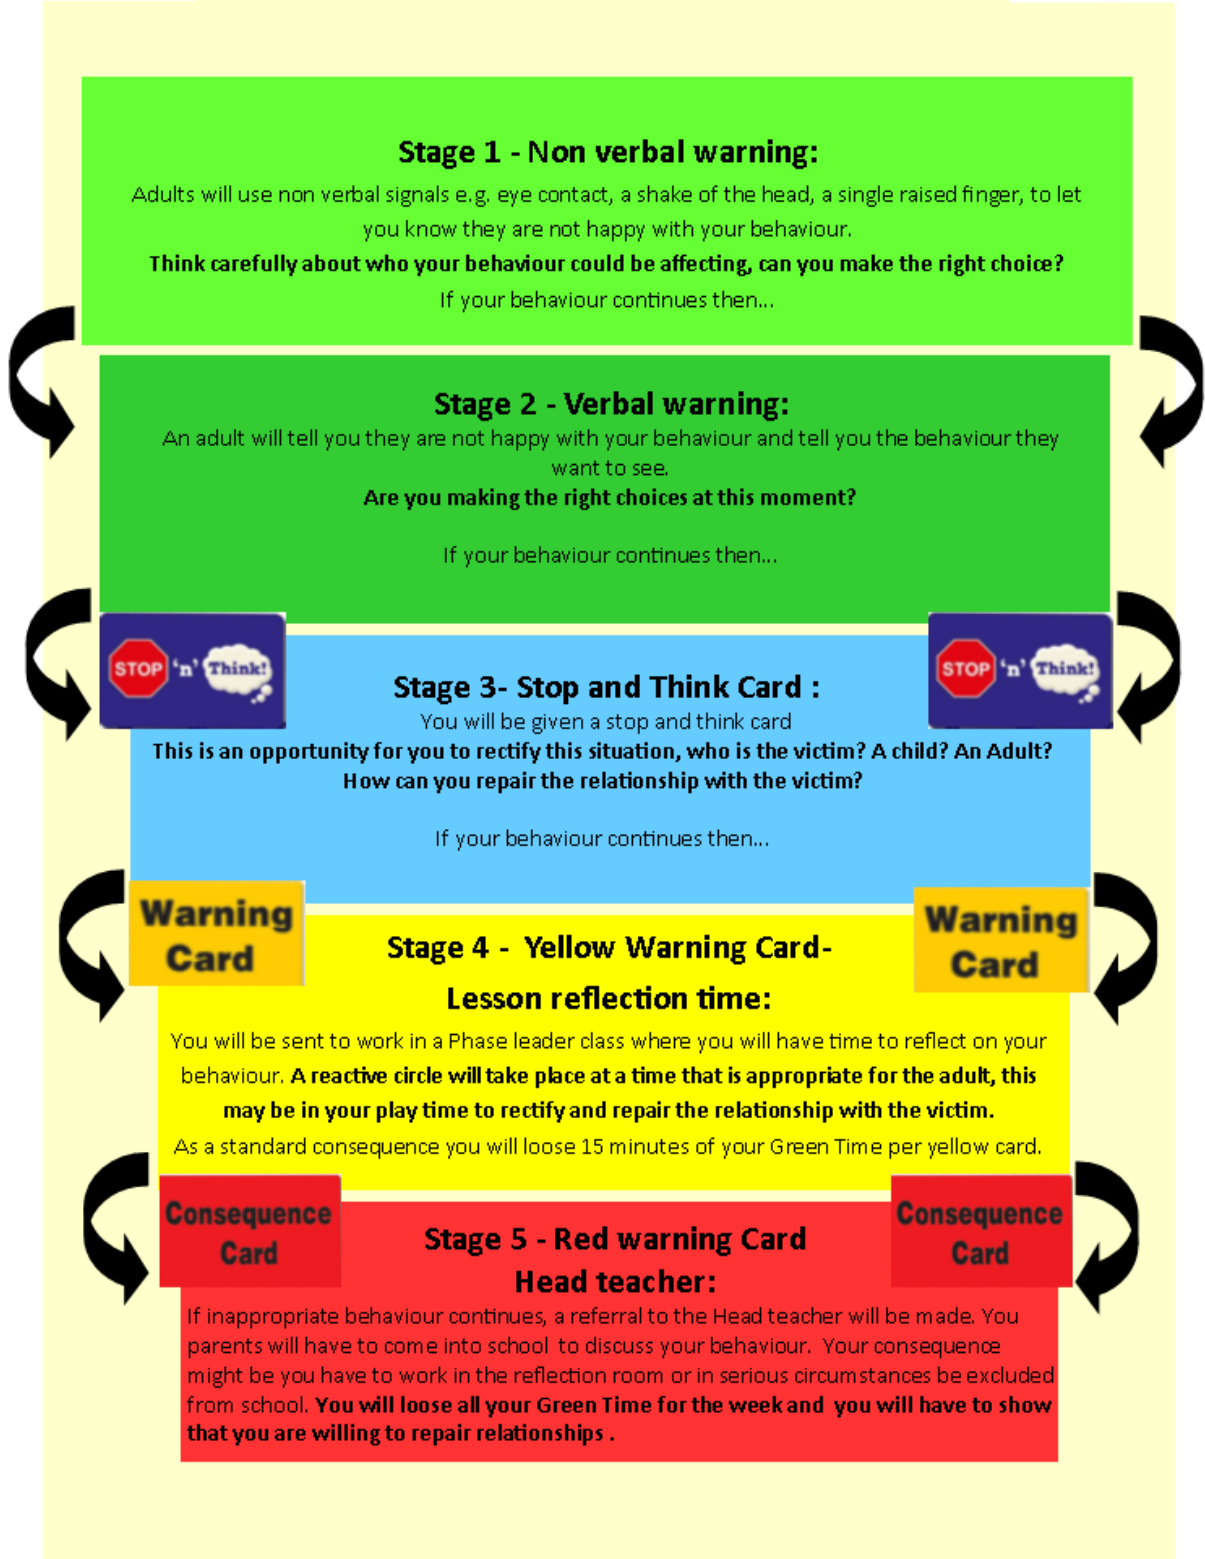 Stage 1 - Non verbal warning:
Adults will use non verbal signals e.g. eye contact, a shake of the head, a single raised finger, to let
you know they are not happy with your behaviour.
Think carefully about who your behaviour could be affecting, can you make the right choice?
If your behaviour continues then...
Stage 2 - Verbal warning:
An adult will tell you they are not happy with your behaviour and tell you the behaviour they
want to see.
Are you making the right choices at this moment?
If your behaviour continues then...
STOP 'n' Think!
STOP 'n' Think!
Stage 3- Stop and Think Card :
You will be given a stop and think card
This is an opportunity for you to rectify this situation, who is the victim? A child? An Adult?
How can you repair the relationship with the victim?
If your behaviour continues then...
Warning
Card
Warning
Card
Stage 4 - Yellow Warning Card-
Lesson reflection time:
You will be sent to work in a Phase leader class where you will have time to reflect on your
behaviour. A reactive circle will take place at a time that is appropriate for the adult, this
may be in your play time to rectify and repair the relationship with the victim.
As a standard consequence you will loose 15 minutes of your Green Time per yellow card.
Consequence
Card
Consequence
Card
Stage 5 - Red warning Card
Head teacher:
If inappropriate behaviour continues, a referral to the Head teacher will be made. You
parents will have to come into school to discuss your behaviour. Your consequence
might be you have to work in the reflection room or in serious circumstances be excluded
from school. You will loose all your Green Time for the week and you will have to show
that you are willing to repair relationships .